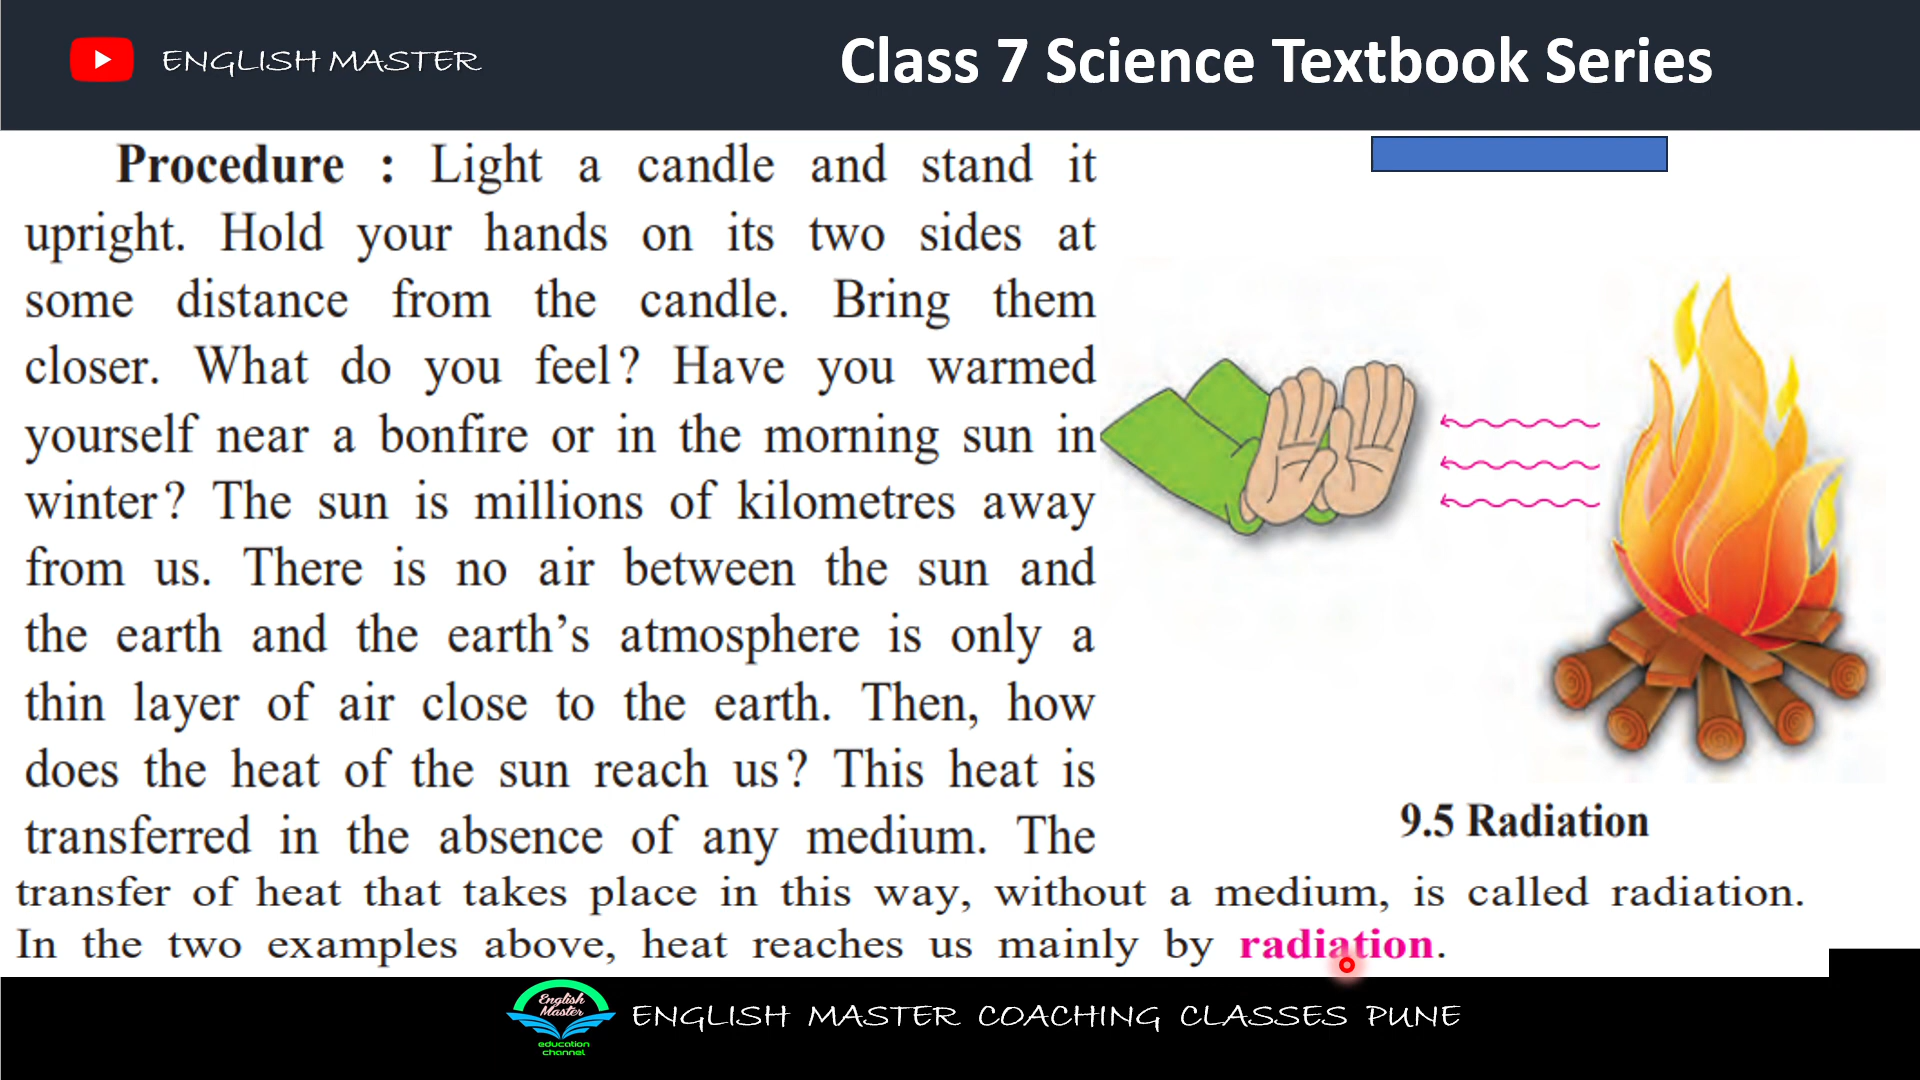 ENGLISH MASTER
Class 7 Science Textbook Series
Procedure : Light a candle and stand it
upright. Hold your hands on its two sides at
some distance from the candle. Bring them
closer. What do you feel? Have you warmed
yourself near a bonfire or in the morning sun in
winter? The sun is millions of kilometres away
from us. There is no air between the sun and
the earth and the earth's atmosphere is only a
thin layer of air close to the earth. Then, how
does the heat of the sun reach us? This heat is
transferred in the absence of any medium. The
transfer of heat that takes place in this way, without a medium, is called radiation.
In the two examples above, heat reaches us mainly by radiation.
9.5 Radiation
English
Master
education
channel
ENGLISH MASTER COACHING CLASSES PUNE